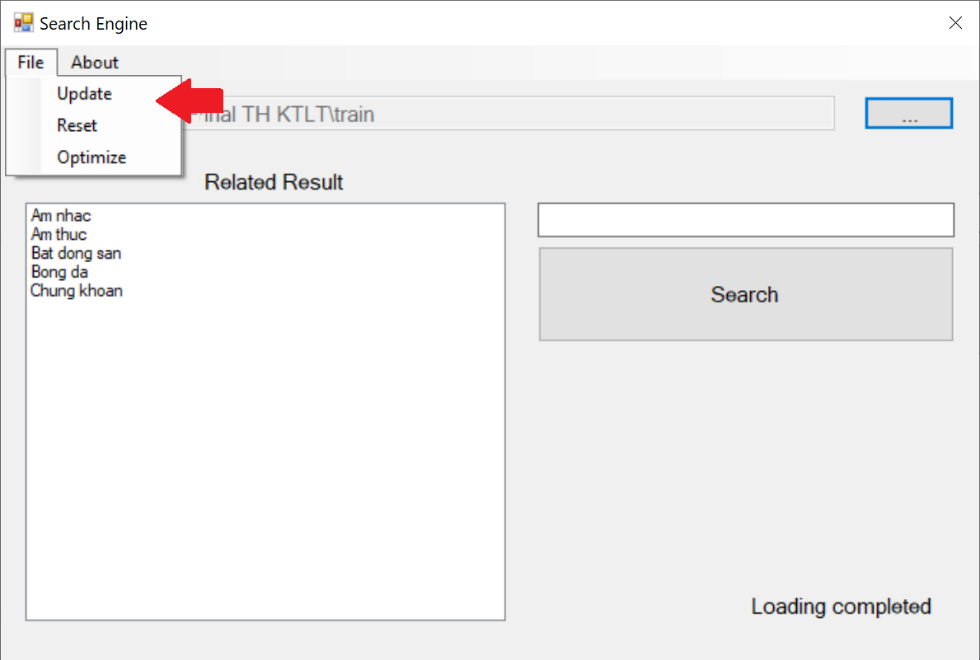 Search Engine
File About
Update
Reset
Optimize
TH KTLT\train
...
Related Result
Am nhac
Am thuc
Bat dong san
Bong da
Chung khoan
Search
Loading completed